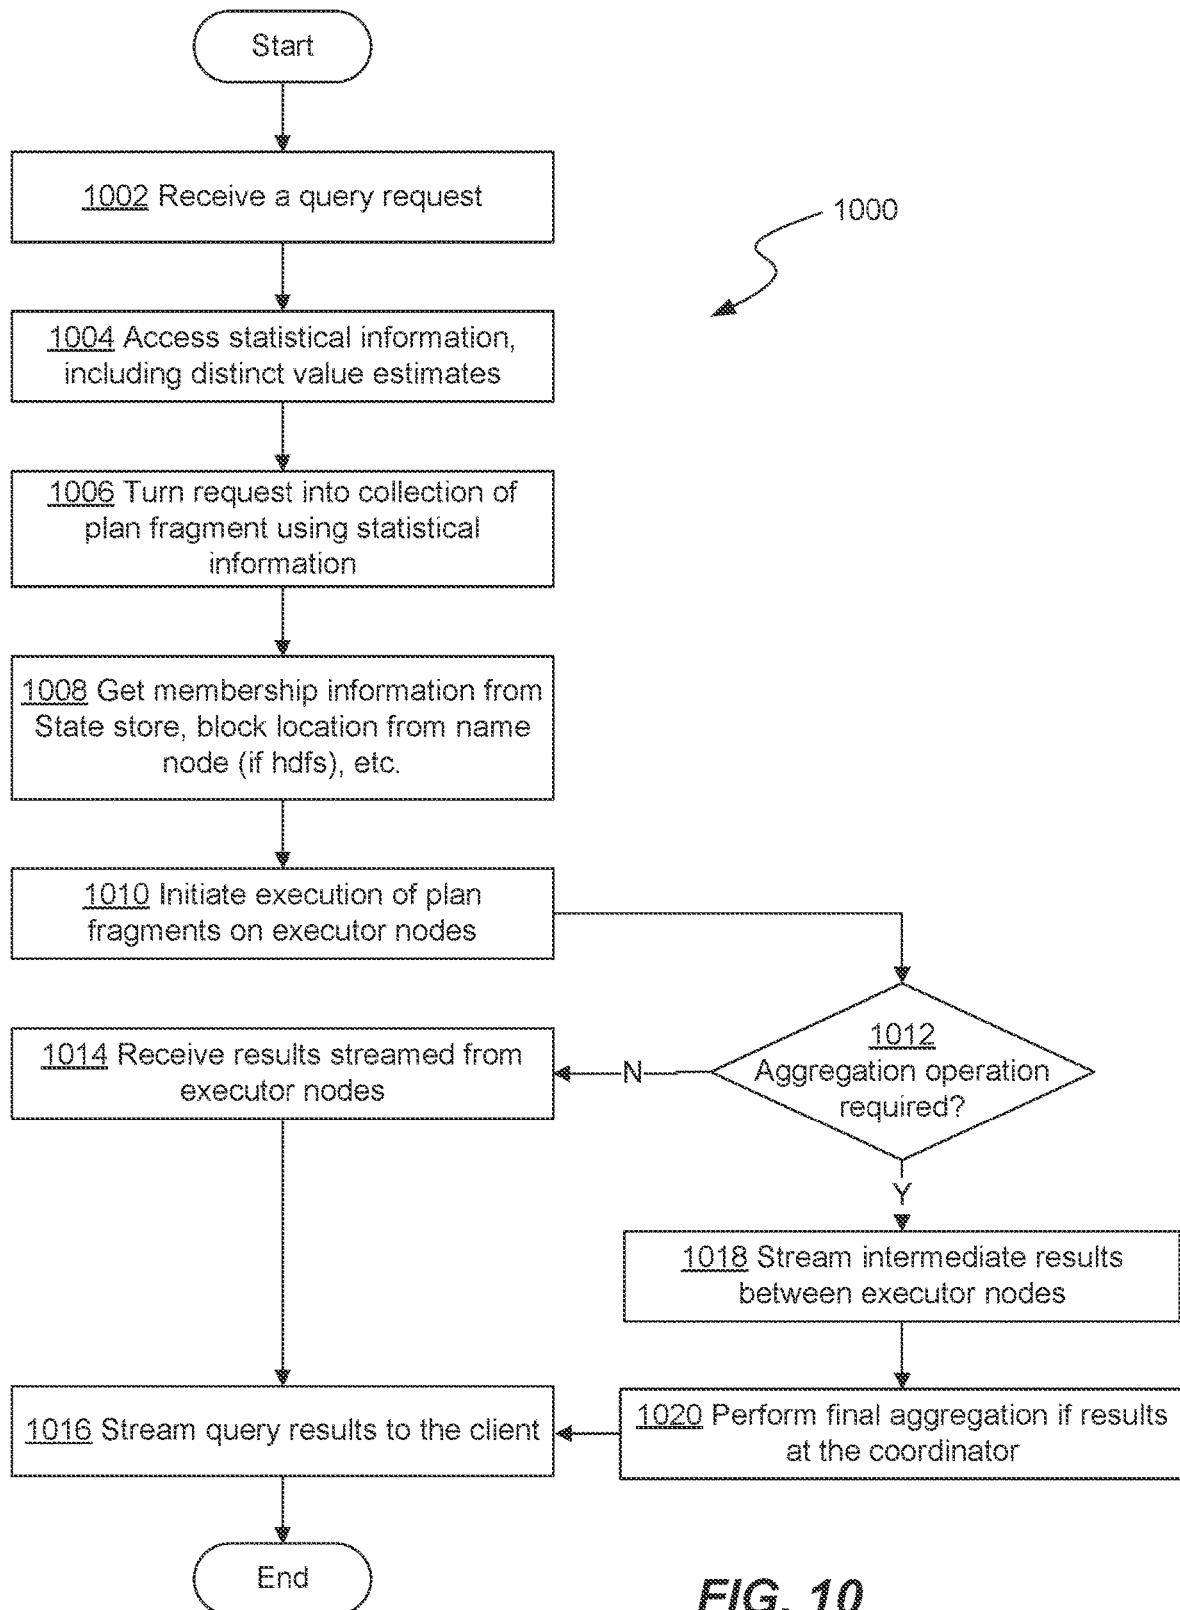 Start
1002 Receive a query request
1000
1004 Access statistical information,
including distinct value estimates
1006 Turn request into collection of
plan fragment using statistical
information
1008 Get membership information from
State store, block location from name
node (if hdfs), etc.
1010 Initiate execution of plan
fragments on executor nodes
1012
Aggregation operation
required?
N
1014 Receive results streamed from
executor nodes
Y
1018 Stream intermediate results
between executor nodes
1020 Perform final aggregation if results
at the coordinator
1016 Stream query results to the client
End
FIG. 10